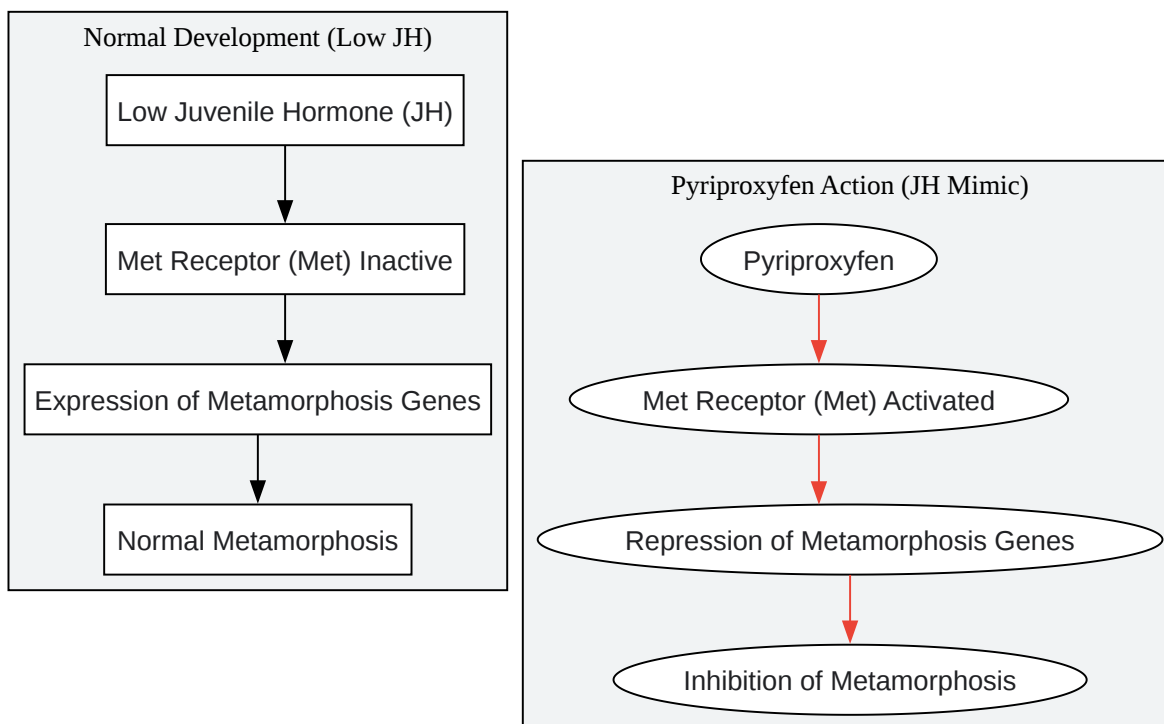 Normal Development (Low JH)
Low Juvenile Hormone (JH)
Met Receptor (Met) Inactive
Expression of Metamorphosis Genes
Normal Metamorphosis
Pyriproxyfen Action (JH Mimic)
Pyriproxyfen
Met Receptor (Met) Activated
Repression of Metamorphosis Genes
Inhibition of Metamorphosis